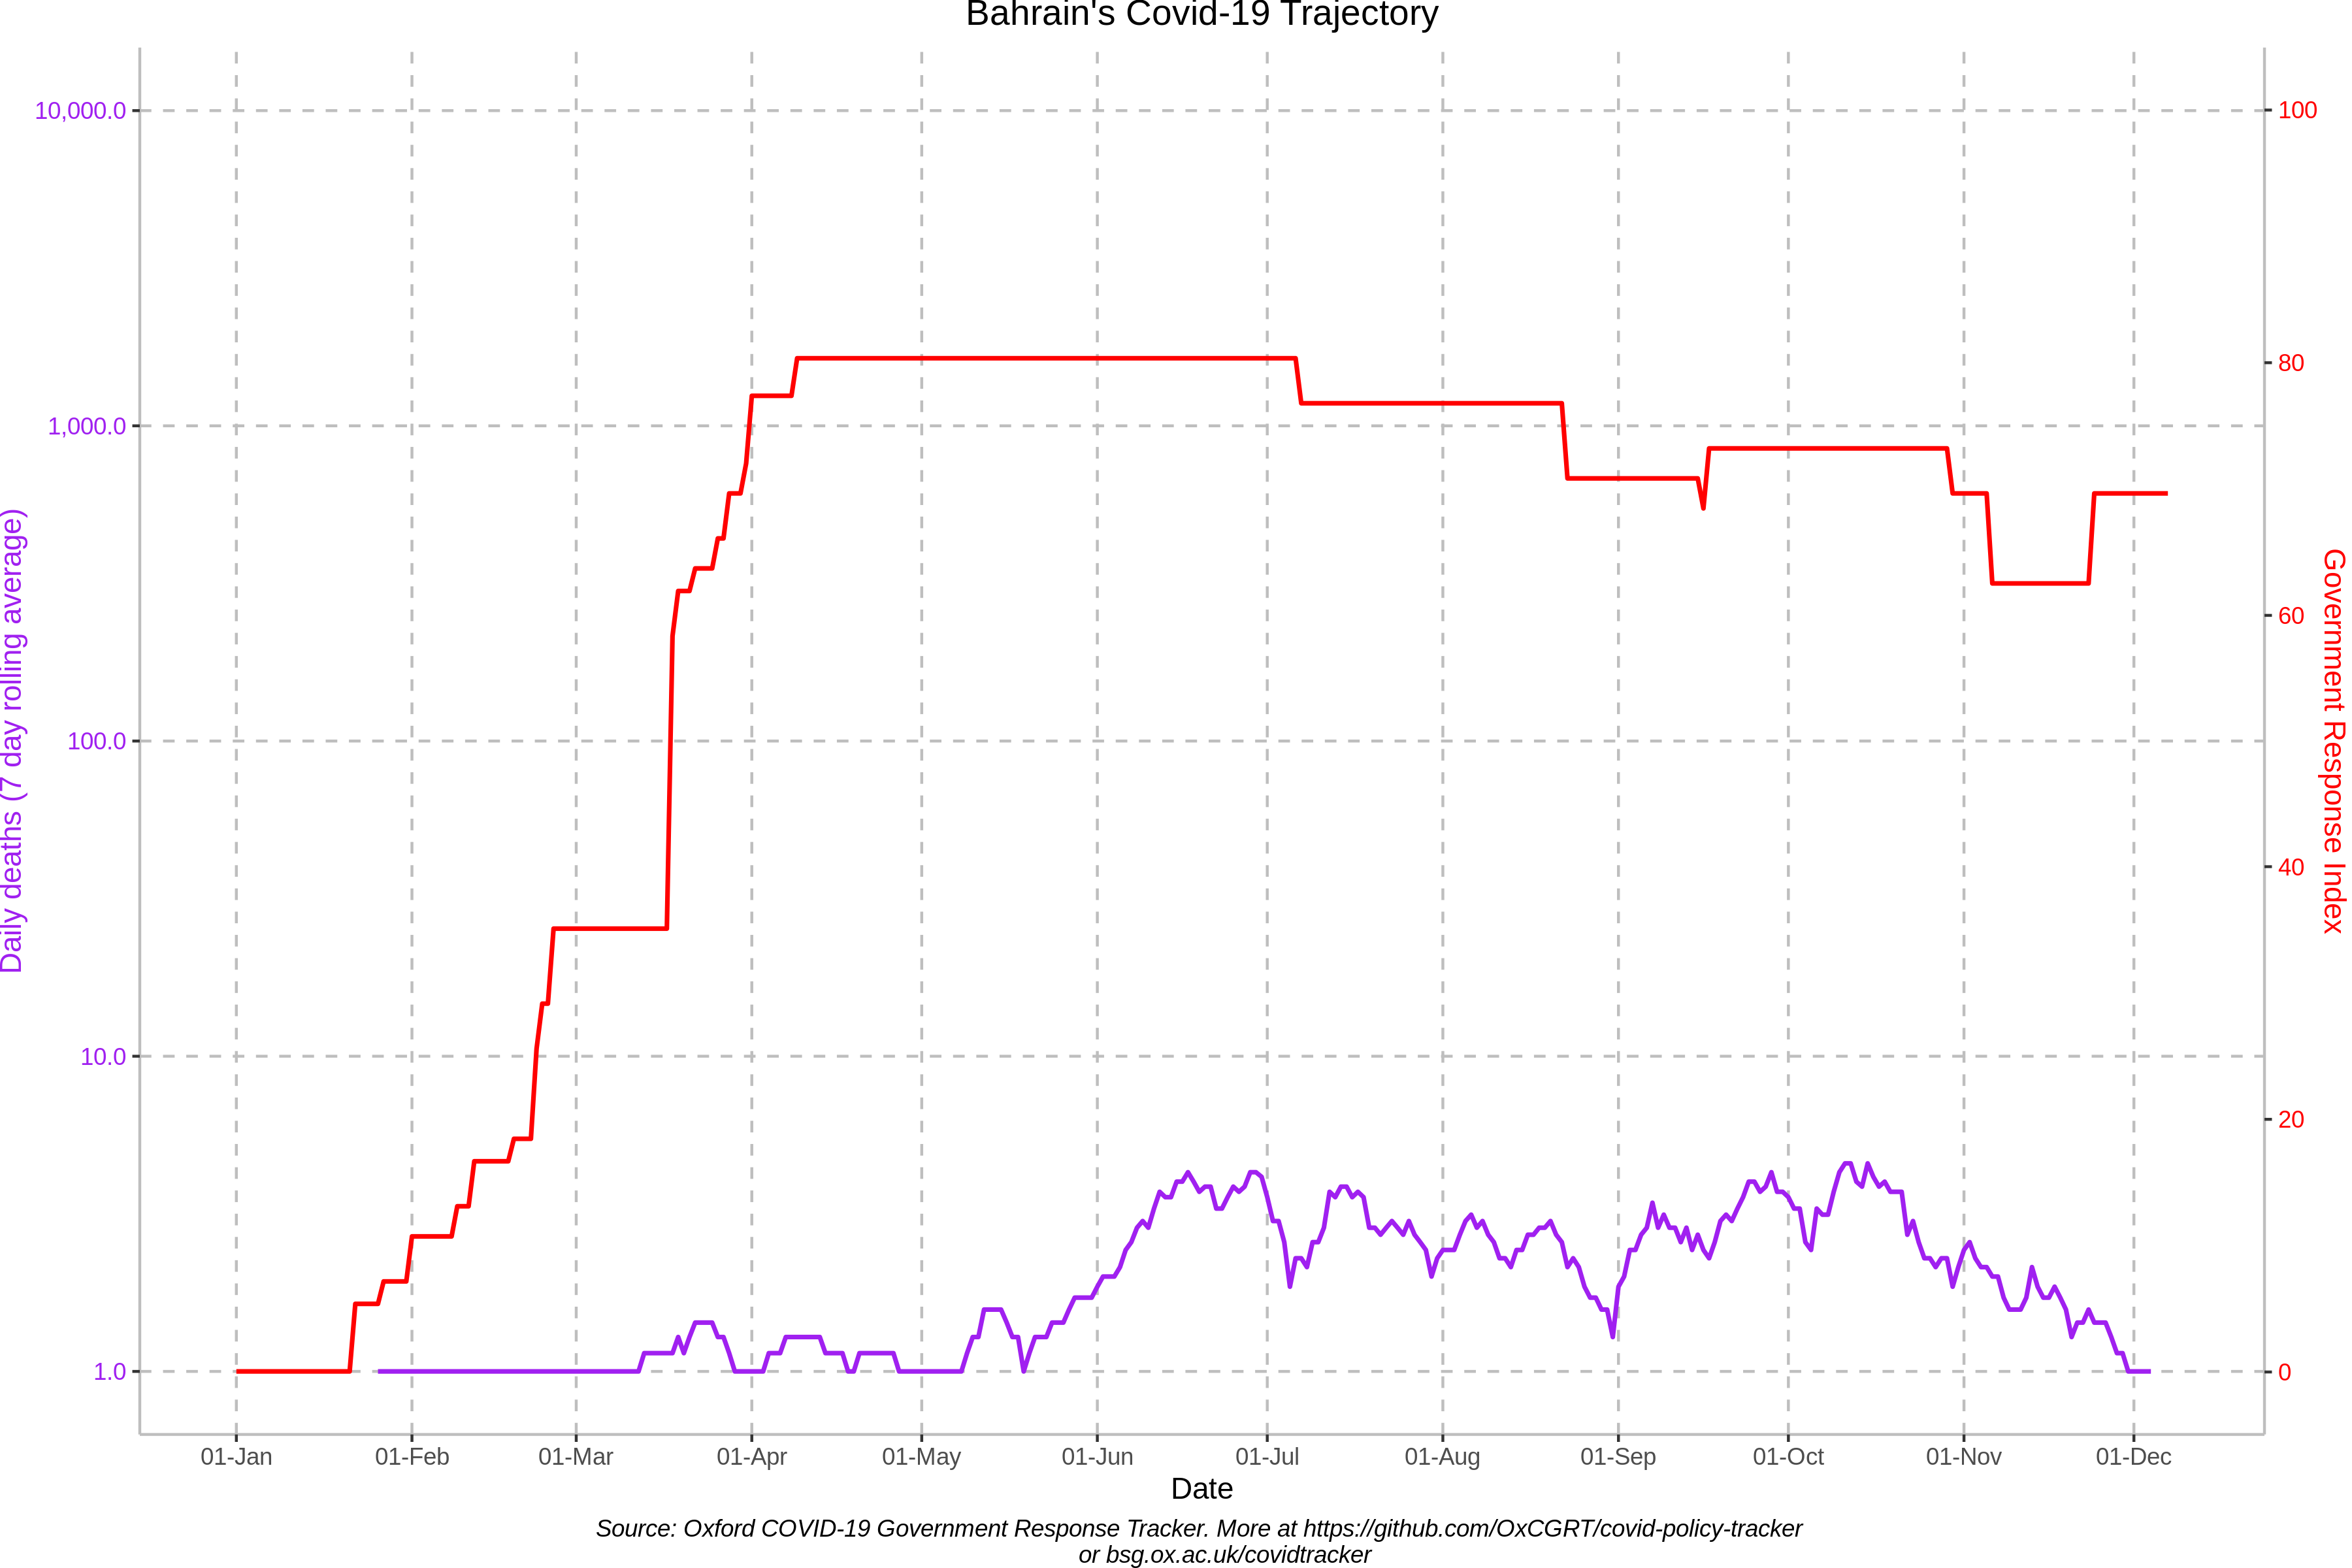 Bahrain's Covid-19 Trajectory
10,000.0
1,000.0
100.0
10.0
1.0
Daily deaths (7 day rolling average)
100
80
60
40
20
0
Government Response Index
01-Jan 01-Feb 01-Mar 01-Apr 01-May 01-Jun 01-Jul 01-Aug 01-Sep 01-Oct 01-Nov 01-Dec
Date
Source: Oxford COVID-19 Government Response Tracker. More at https://github.com/OxCGRT/covid-policy-tracker
or bsg.ox.ac.uk/covidtracker